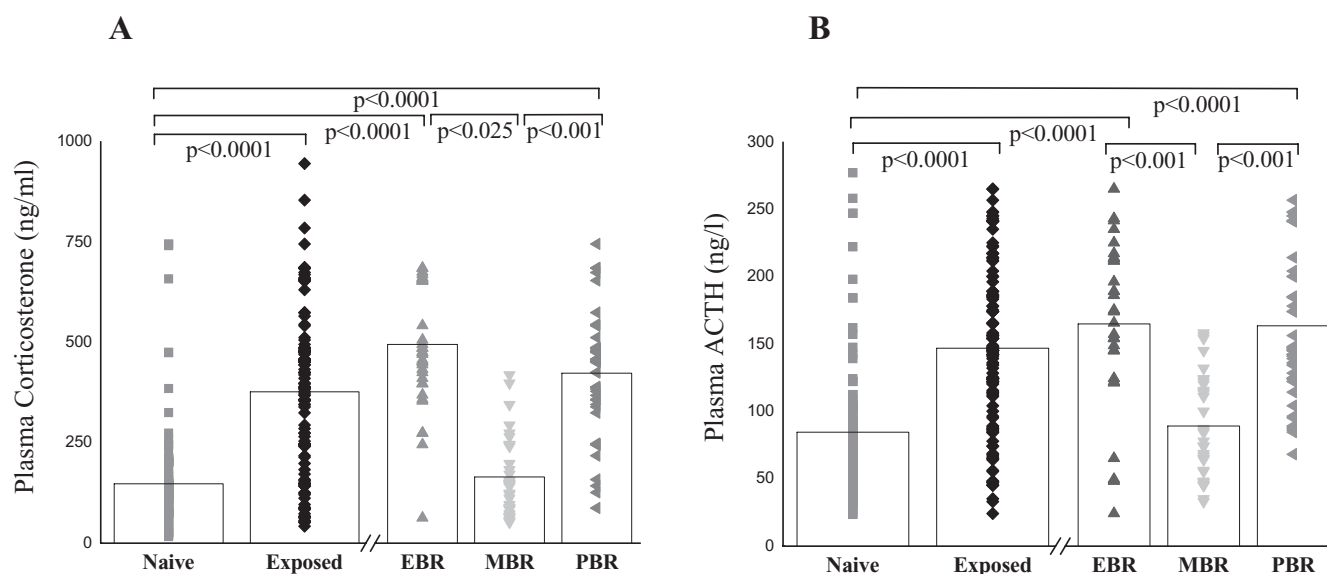 A
B
p<0.0001
p<0.0001
p<0.025
p<0.001
p<0.0001
1000
750
500
250
0
Plasma Corticosterone (ng/ml)
Naive
Exposed
EBR
MBR
PBR
p<0.0001
p<0.0001
p<0.0001
p<0.001
p<0.001
300
250
200
150
100
50
0
Plasma ACTH (ng/l)
Naive
Exposed
EBR
MBR
PBR